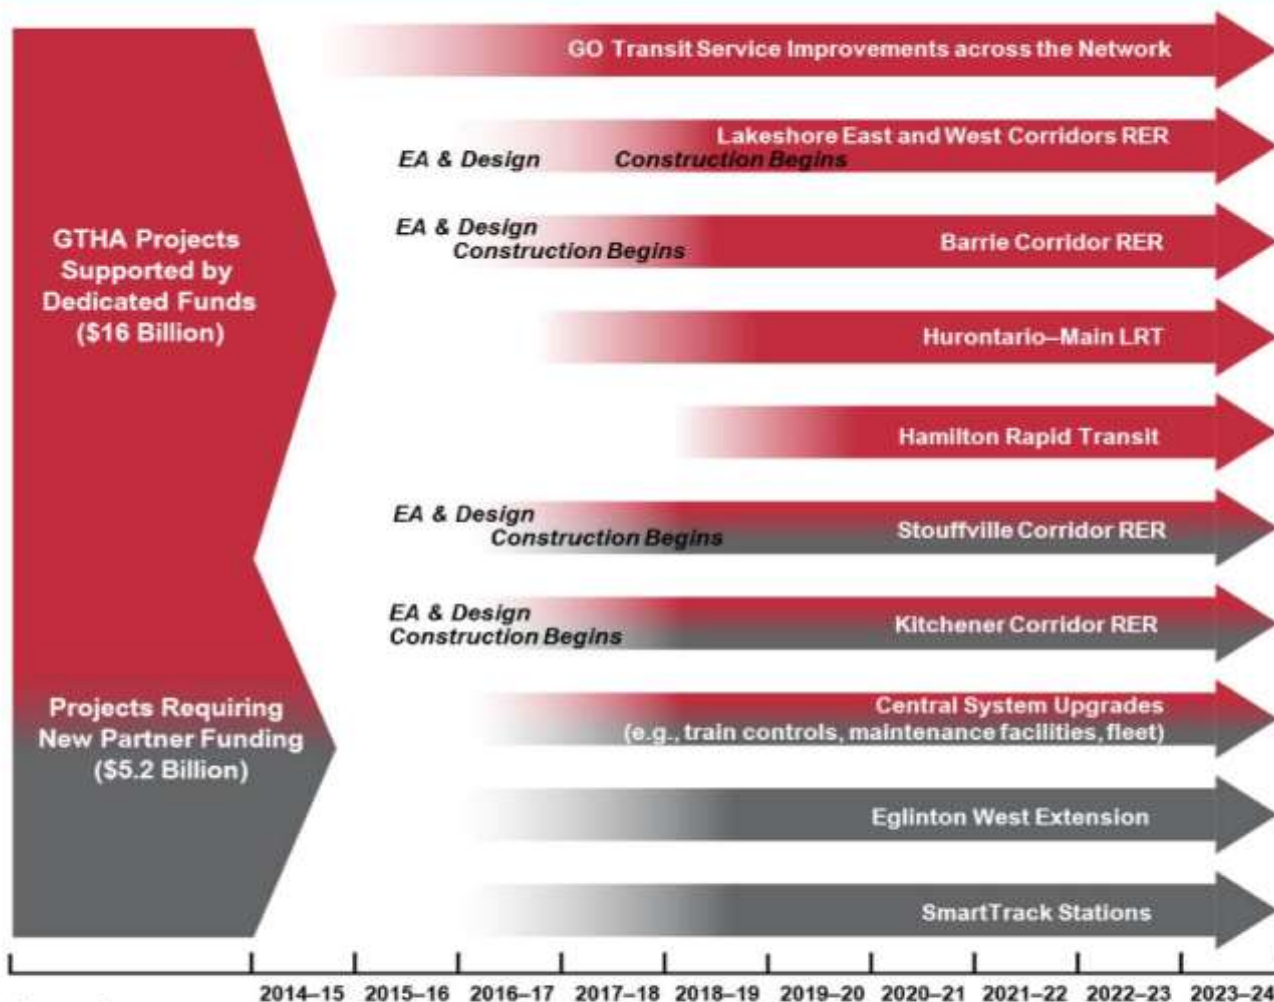 GO Transit Service Improvements across the Network
Lakeshore East and West Corridors RER
EA & Design
Construction Begins
EA & Design
Construction Begins
Barrie Corridor RER
GTHA Projects
Supported by
Dedicated Funds
($16 Billion)
Hurontario–Main LRT
Hamilton Rapid Transit
EA & Design
Construction Begins
Stouffville Corridor RER
EA & Design
Construction Begins
Kitchener Corridor RER
Projects Requiring
New Partner Funding
($5.2 Billion)
Central System Upgrades
(e.g., train controls, maintenance facilities, fleet)
Eglinton West Extension
SmartTrack Stations
2014–15 2015–16 2016–17 2017–18 2018–19 2019–20 2020–21 2021–22 2022–23 2023–24